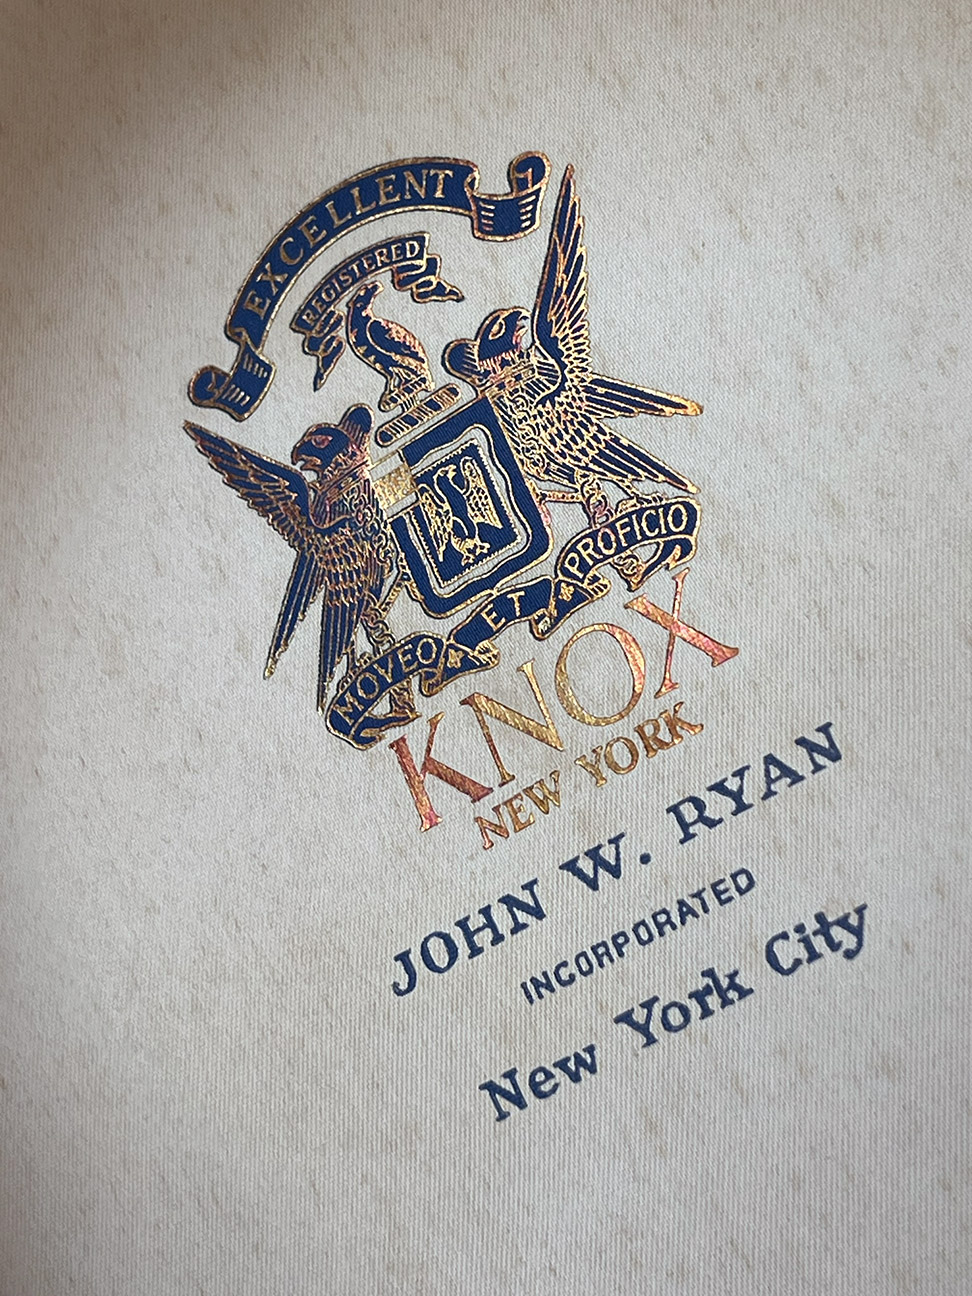 EXCELLENT
REGISTERED
MOVEO ET PROFICIO
KNOX
NEW YORK
JOHN W. RYAN
INCORPORATED
New York City